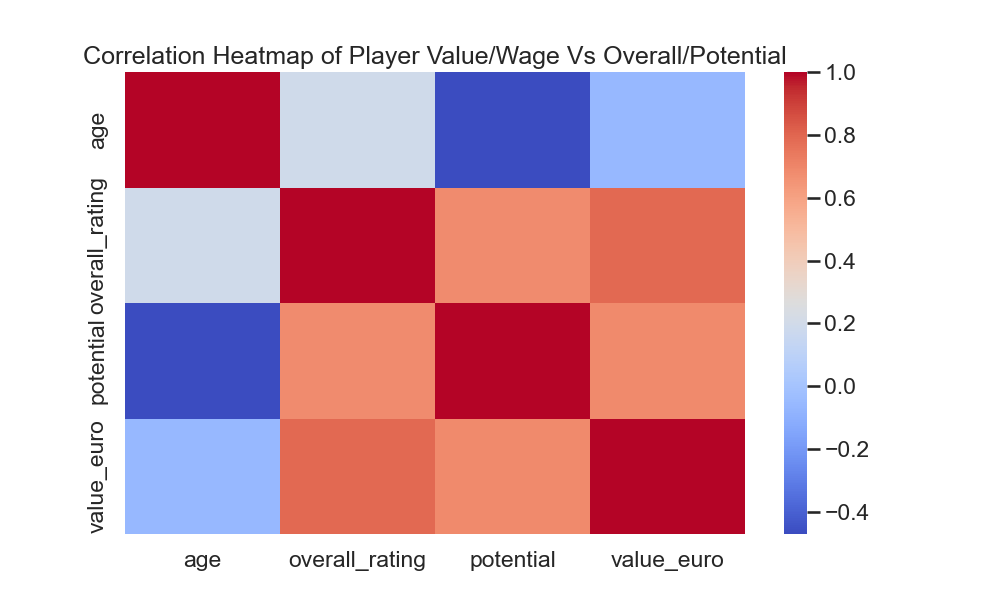 Correlation Heatmap of Player Value/Wage Vs Overall/Potential
age
overall_rating
potential
value_euro
age overall_rating potential value_euro
1.0
0.8
0.6
0.4
0.2
0.0
−0.2
−0.4